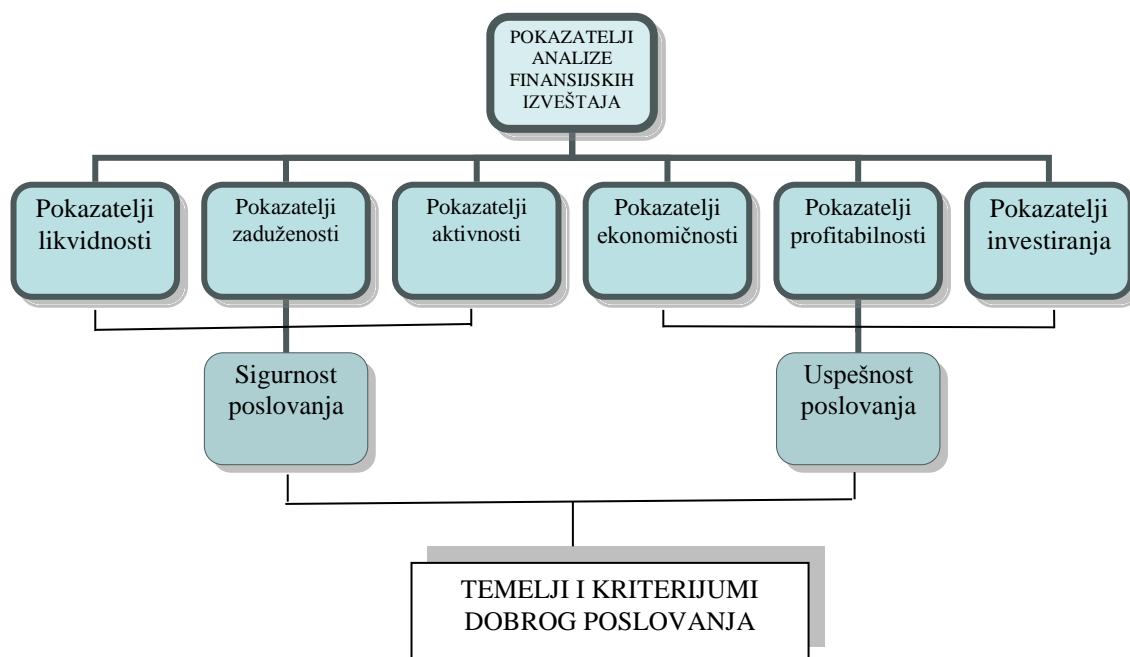 POKAZATELJI
ANALIZE
FINANSIJSKIH
IZVEŠTAJA
Pokazatelji
likvidnosti
Pokazatelji
zaduženosti
Pokazatelji
aktivnosti
Pokazatelji
ekonomičnosti
Pokazatelji
profitabilnosti
Pokazatelji
investiranja
Sigurnost
poslovanja
Uspešnost
poslovanja
TEMELJI I KRITERIJUMI
DOBROG POSLOVANJA